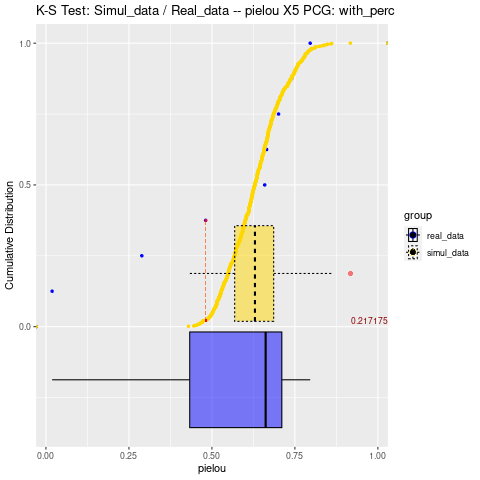 K-S Test: Simul_data / Real_data -- pielou X5 PCG: with_perc
1.0
0.5
0.0
Cumulative Distribution
0.217175
0.00
0.25
0.50
0.75
1.00
pielou
group
real_data
simul_data